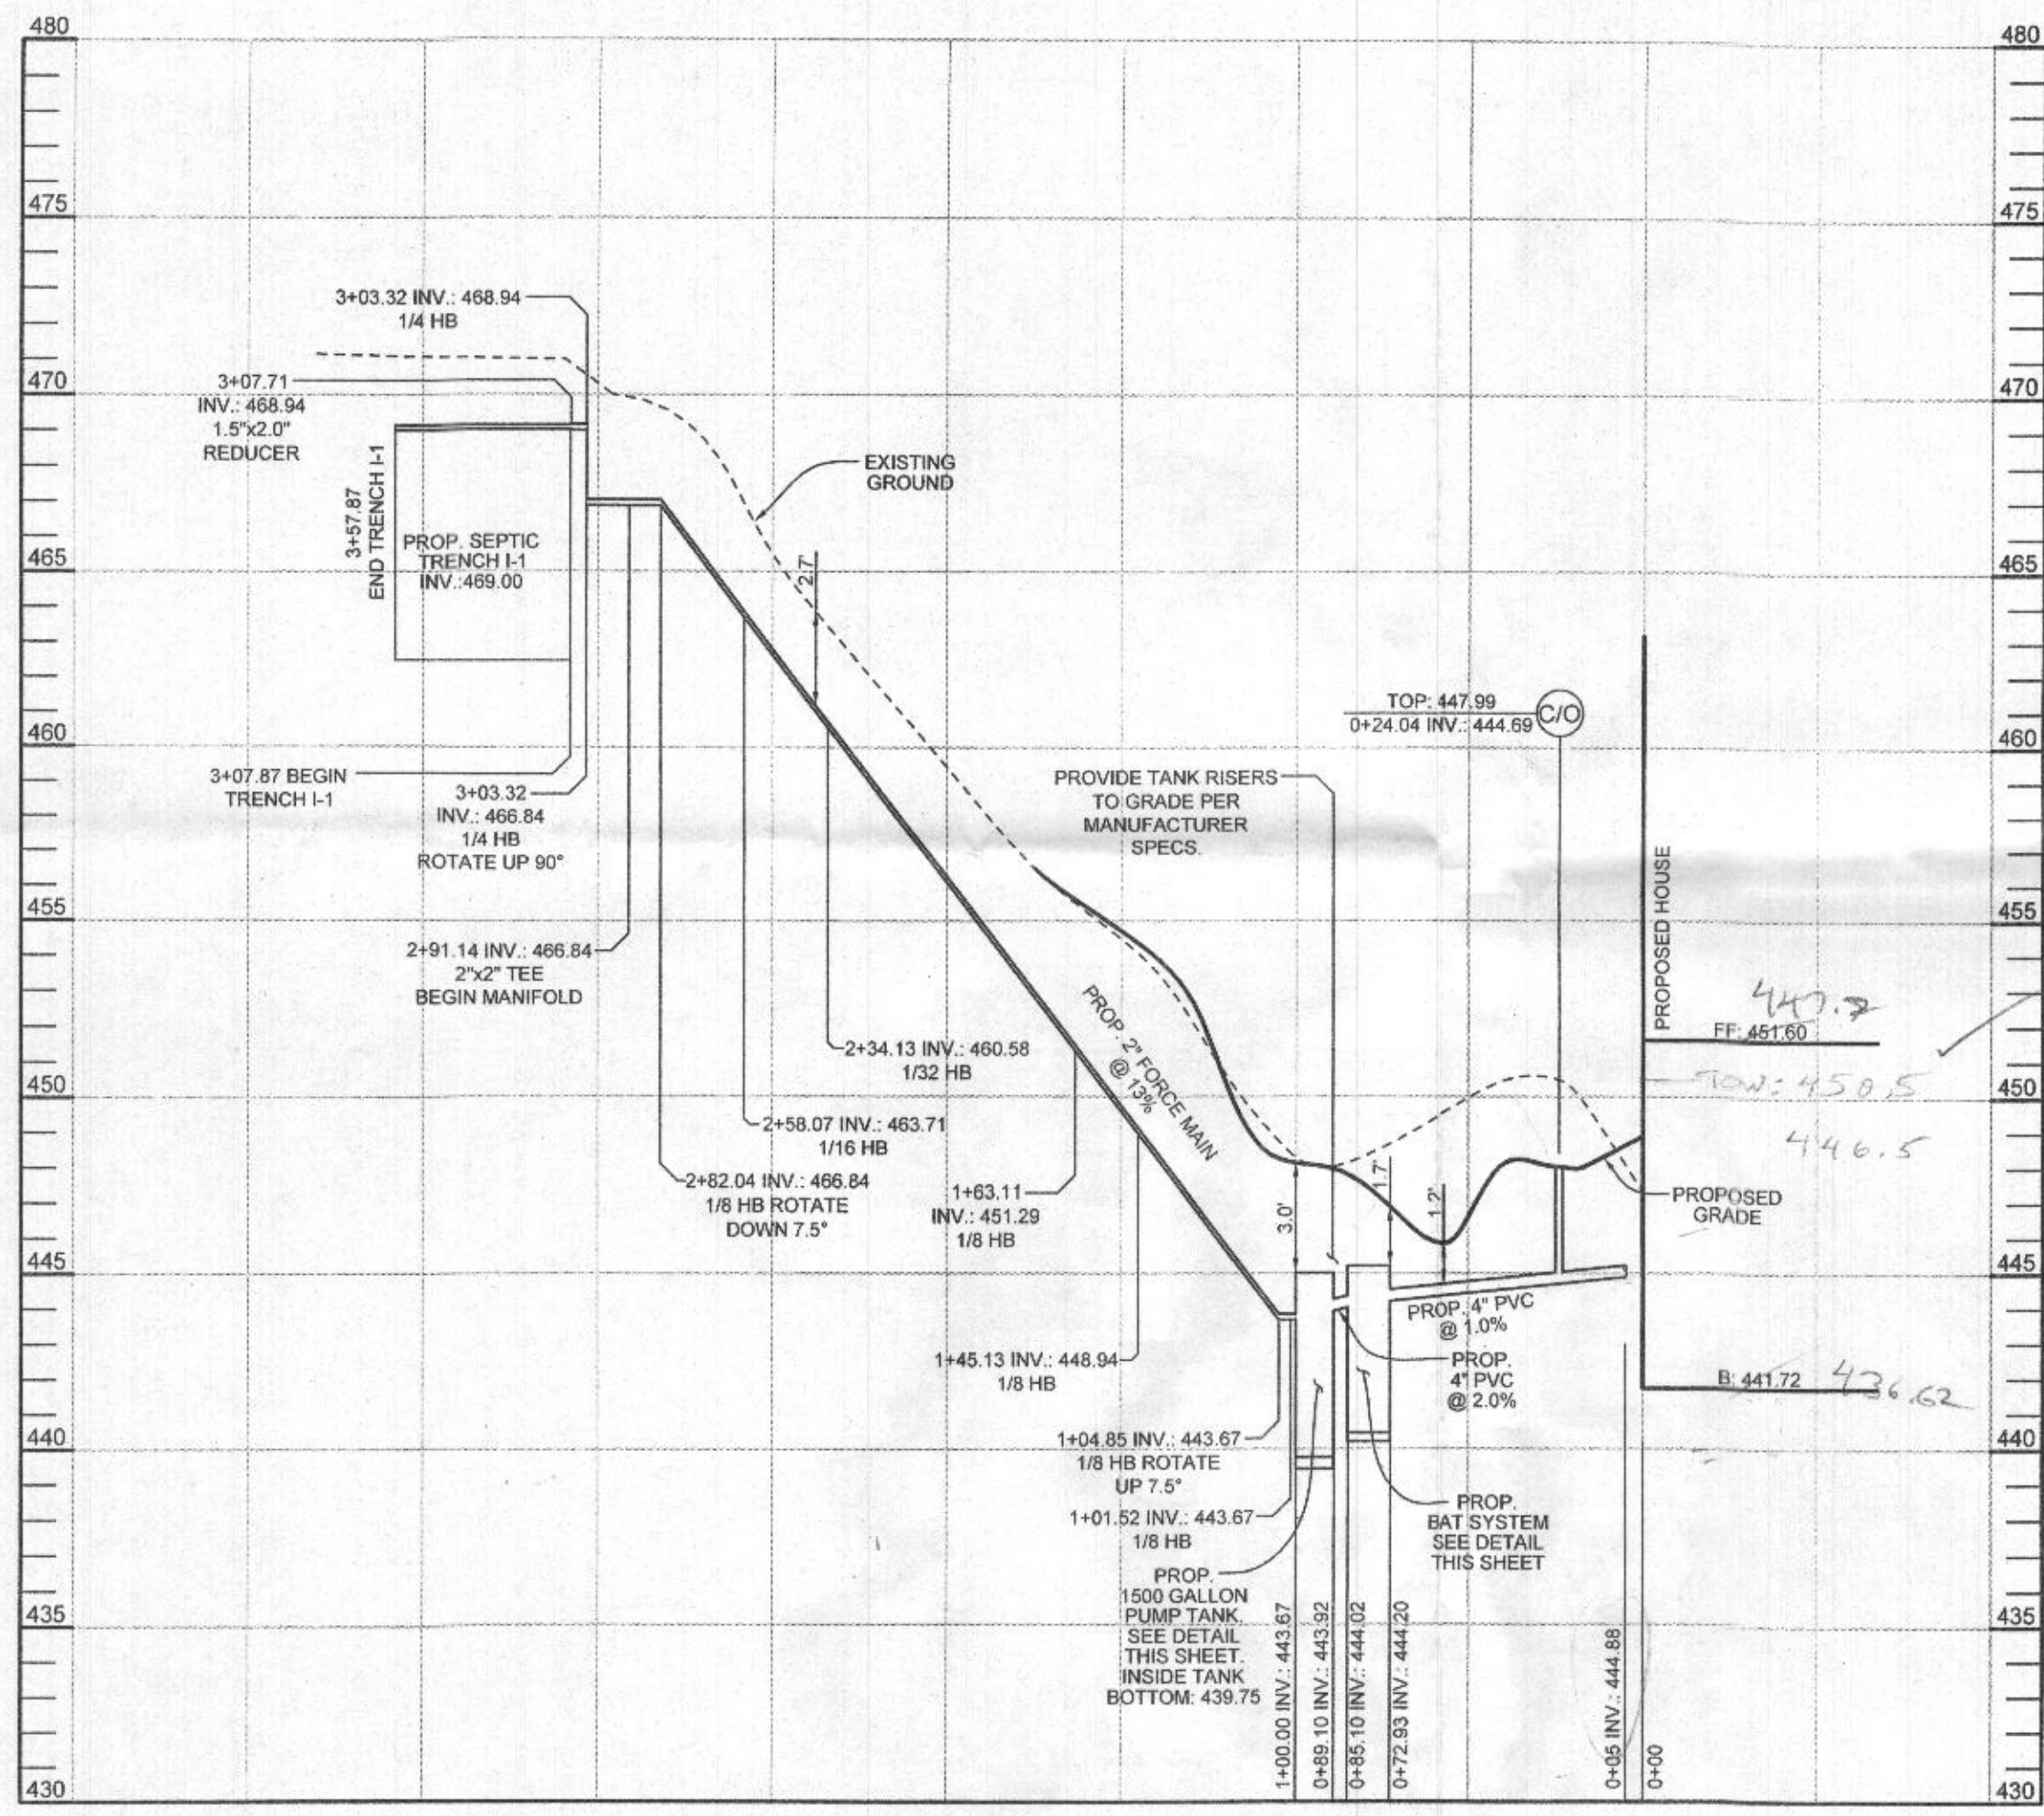 480
475
470
465
460
455
450
445
440
435
430
3+03.32 INV.: 468.94
1/4 HB
3+07.71
INV.: 468.94
1.5"x2.0"
REDUCER
3+57.87
END TRENCH I-1
PROP. SEPTIC
TRENCH I-1
INV.:469.00
3+07.87 BEGIN
TRENCH I-1
3+03.32
INV.: 466.84
1/4 HB
ROTATE UP 90°
2+91.14 INV.: 466.84
2"x2" TEE
BEGIN MANIFOLD
EXISTING
GROUND
2.7'
2+34.13 INV.: 460.58
1/32 HB
2+58.07 INV.: 463.71
1/16 HB
2+82.04 INV.: 466.84
1/8 HB ROTATE
DOWN 7.5°
1+63.11
INV.: 451.29
1/8 HB
PROP. 2" FORCE MAIN
@ 13%
1+45.13 INV.: 448.94
1/8 HB
1+04.85 INV.: 443.67
1/8 HB ROTATE
UP 7.5°
1+01.52 INV.: 443.67
1/8 HB
PROP.
1500 GALLON
PUMP TANK.
SEE DETAIL
THIS SHEET.
INSIDE TANK
BOTTOM: 439.75
PROVIDE TANK RISERS
TO GRADE PER
MANUFACTURER
SPECS.
TOP: 447.99
0+24.04 INV.: 444.69
C/O
3.0'
1.7'
1.2'
PROP. 4" PVC
@ 1.0%
PROP.
4" PVC
@ 2.0%
PROP.
BAT SYSTEM
SEE DETAIL
THIS SHEET
PROPOSED HOUSE
447.7
FF: 451.60
TOW: 450.5
446.5
PROPOSED
GRADE
B: 441.72
436.62
1+00.00 INV.: 443.67
0+89.10 INV.: 443.92
0+85.10 INV.: 444.02
0+72.93 INV.: 444.20
0+05 INV.: 444.88
0+00
480
475
470
465
460
455
450
445
440
435
430